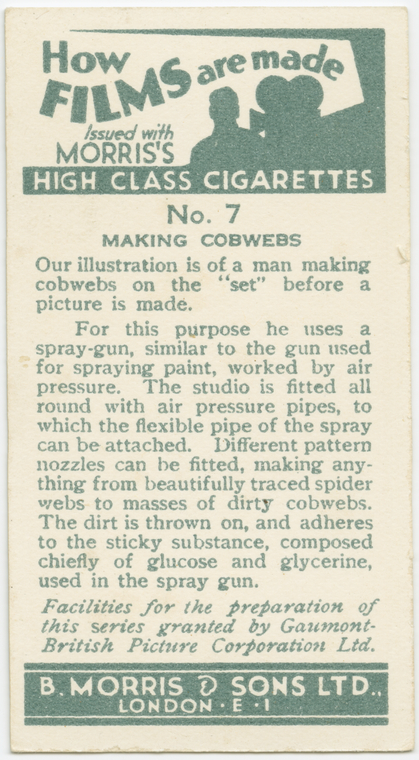 How
FILMS are made
Issued with
MORRIS'S
HIGH CLASS CIGARETTES
No. 7
MAKING COBWEBS
Our illustration is of a man making
cobwebs on the "set" before a
picture is made.
For this purpose he uses a
spray-gun, similar to the gun used
for spraying paint, worked by air
pressure. The studio is fitted all
round with air pressure pipes, to
which the flexible pipe of the spray
can be attached. Different pattern
nozzles can be fitted, making any-
thing from beautifully traced spider
webs to masses of dirty cobwebs.
The dirt is thrown on, and adheres
to the sticky substance, composed
chiefly of glucose and glycerine,
used in the spray gun.
Facilities for the preparation of
this series granted by Gaumont-
British Picture Corporation Ltd.
B. MORRIS & SONS LTD.,
LONDON · E · 1